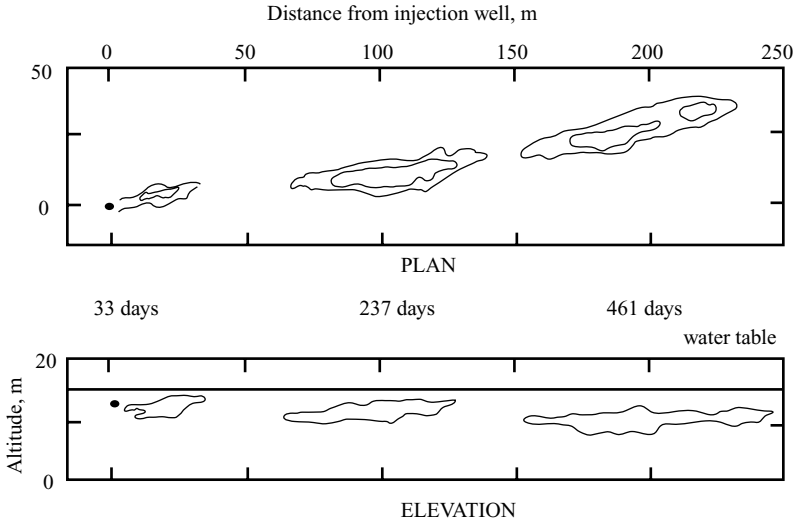 Distance from injection well, m
0 50 100 150 200 250
50
0
PLAN
33 days 237 days 461 days
water table
20
Altitude, m
0
ELEVATION